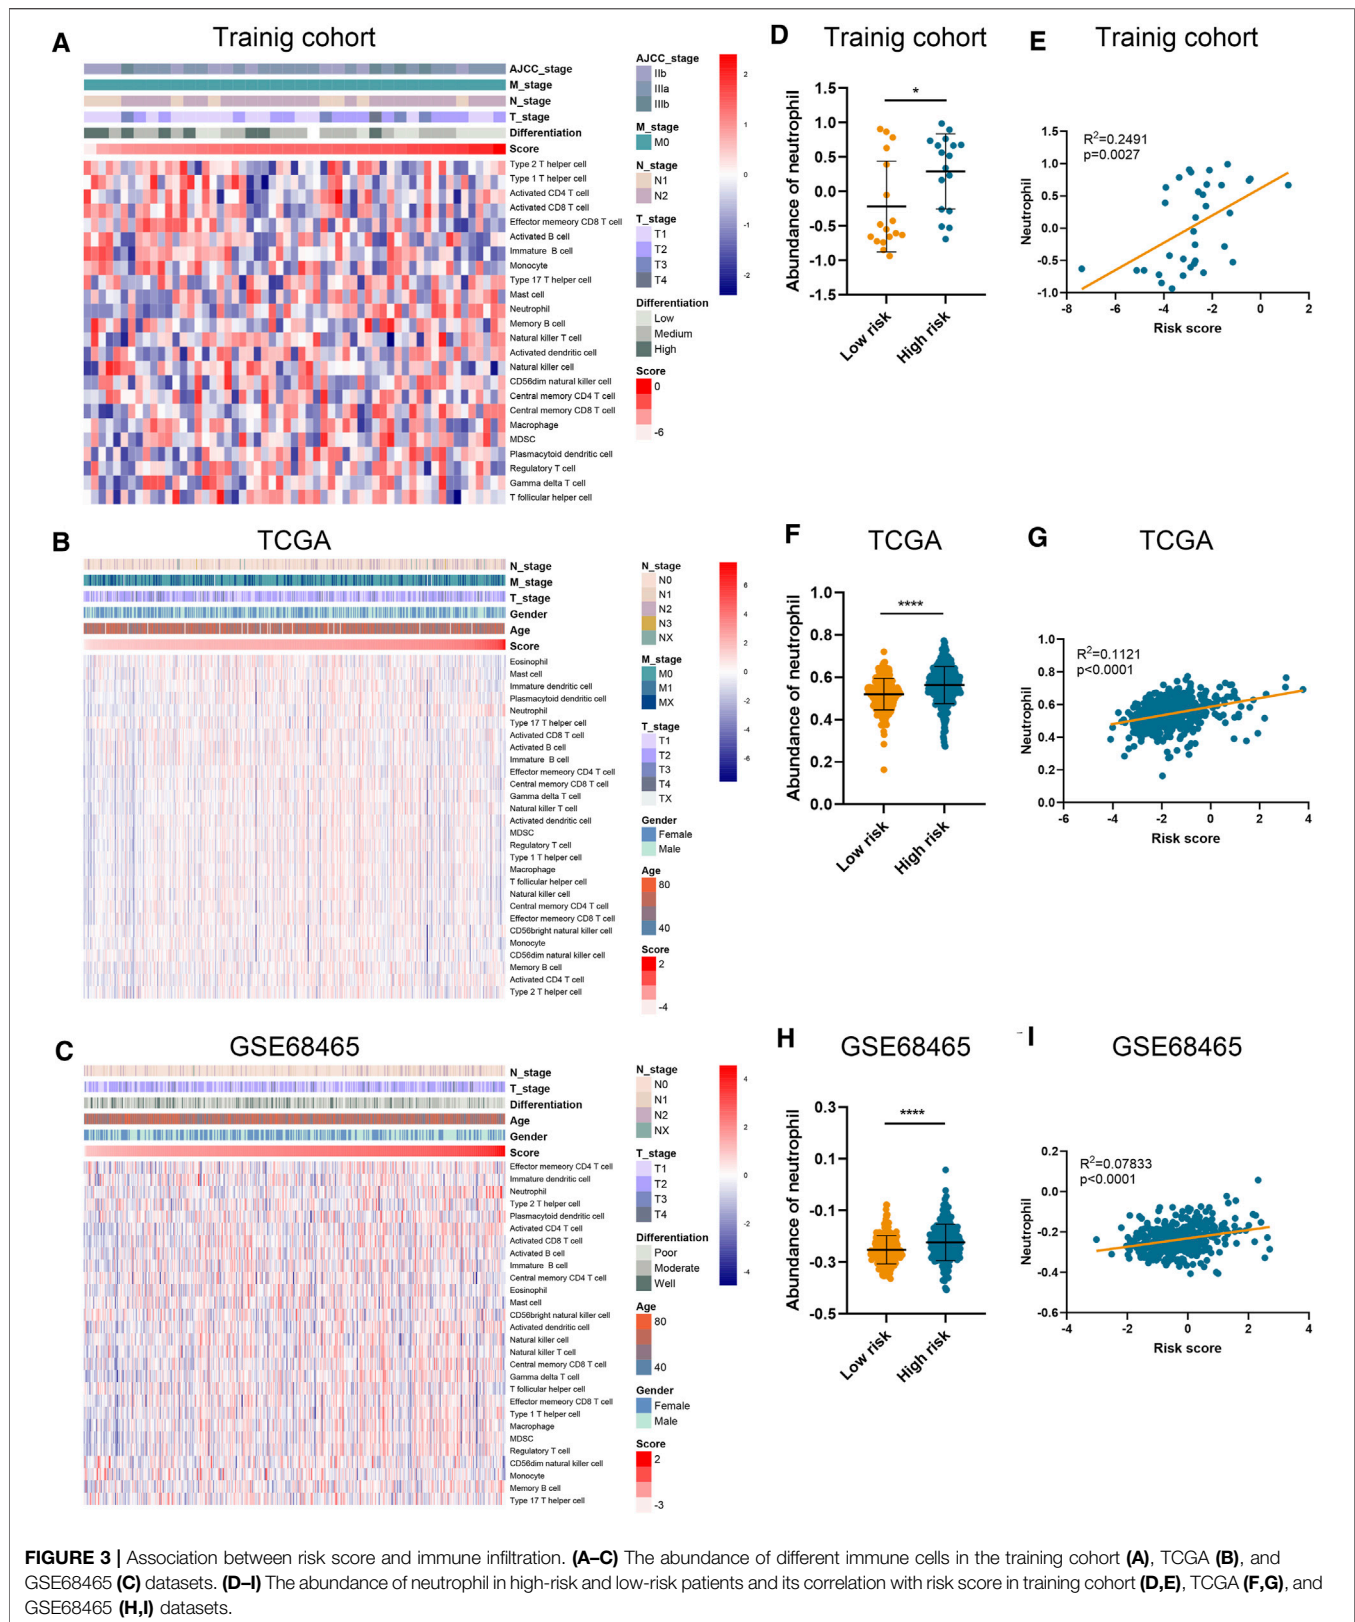 A
Trainig cohort
AJCC_stage
M_stage
N_stage
T_stage
Differentiation
Score
Type 2 T helper cell
Type 1 T helper cell
Activated CD4 T cell
Activated CD8 T cell
Effector memeory CD8 T cell
Activated B cell
Immature B cell
Monocyte
Type 17 T helper cell
Mast cell
Neutrophil
Memory B cell
Natural killer T cell
Activated dendritic cell
Natural killer cell
CD56dim natural killer cell
Central memory CD4 T cell
Central memory CD8 T cell
Macrophage
MDSC
Plasmacytoid dendritic cell
Regulatory T cell
Gamma delta T cell
T follicular helper cell
AJCC_stage
IIb
IIIa
IIIb
M_stage
M0
N_stage
N1
N2
T_stage
T1
T2
T3
T4
Differentiation
Low
Medium
High
Score
0
-6
2
1
0
-1
-2
D
Trainig cohort
Abundance of neutrophil
1.5
1.0
0.5
0.0
-0.5
-1.0
-1.5
*
Low risk
High risk
E
Trainig cohort
R2=0.2491
p=0.0027
Neutrophil
1.5
1.0
0.5
0.0
-0.5
-1.0
-8
-6
-4
-2
0
2
Risk score
B
TCGA
N_stage
M_stage
T_stage
Gender
Age
Score
Eosinophil
Mast cell
Immature dendritic cell
Plasmacytoid dendritic cell
Neutrophil
Type 17 T helper cell
Activated CD8 T cell
Activated B cell
Immature B cell
Effector memeory CD4 T cell
Central memory CD8 T cell
Gamma delta T cell
Natural killer T cell
Activated dendritic cell
MDSC
Regulatory T cell
Type 1 T helper cell
Macrophage
T follicular helper cell
Natural killer cell
Central memory CD4 T cell
Effector memeory CD8 T cell
CD56bright natural killer cell
Monocyte
CD56dim natural killer cell
Memory B cell
Activated CD4 T cell
Type 2 T helper cell
N_stage
N0
N1
N2
N3
NX
M_stage
M0
M1
MX
T_stage
T1
T2
T3
T4
TX
Gender
Female
Male
Age
80
40
Score
2
-4
6
4
2
0
-2
-4
-6
F
TCGA
Abundance of neutrophil
1.0
0.8
0.6
0.4
0.2
0.0
****
Low risk
High risk
G
TCGA
R2=0.1121
p<0.0001
Neutrophil
1.0
0.8
0.6
0.4
0.2
0.0
-6
-4
-2
0
2
4
Risk score
C
GSE68465
N_stage
T_stage
Differentiation
Age
Gender
Score
Effector memeory CD4 T cell
Immature dendritic cell
Neutrophil
Type 2 T helper cell
Plasmacytoid dendritic cell
Activated CD4 T cell
Activated CD8 T cell
Activated B cell
Immature B cell
Central memory CD4 T cell
Eosinophil
Mast cell
CD56bright natural killer cell
Activated dendritic cell
Natural killer cell
Natural killer T cell
Central memory CD8 T cell
Gamma delta T cell
T follicular helper cell
Effector memeory CD8 T cell
Type 1 T helper cell
Macrophage
MDSC
Regulatory T cell
CD56dim natural killer cell
Monocyte
Memory B cell
Type 17 T helper cell
N_stage
N0
N1
N2
NX
T_stage
T1
T2
T3
T4
Differentiation
Poor
Moderate
Well
Age
80
40
Gender
Female
Male
Score
2
-3
4
2
0
-2
-4
H
GSE68465
Abundance of neutrophil
0.3
0.1
-0.1
-0.3
-0.5
****
Low risk
High risk
I
GSE68465
R2=0.07833
p<0.0001
Neutrophil
0.2
0.0
-0.2
-0.4
-0.6
-4
-2
0
2
4
Risk score
FIGURE 3 | Association between risk score and immune infiltration. (A–C) The abundance of different immune cells in the training cohort (A), TCGA (B), and
GSE68465 (C) datasets. (D–I) The abundance of neutrophil in high-risk and low-risk patients and its correlation with risk score in training cohort (D,E), TCGA (F,G), and
GSE68465 (H,I) datasets.